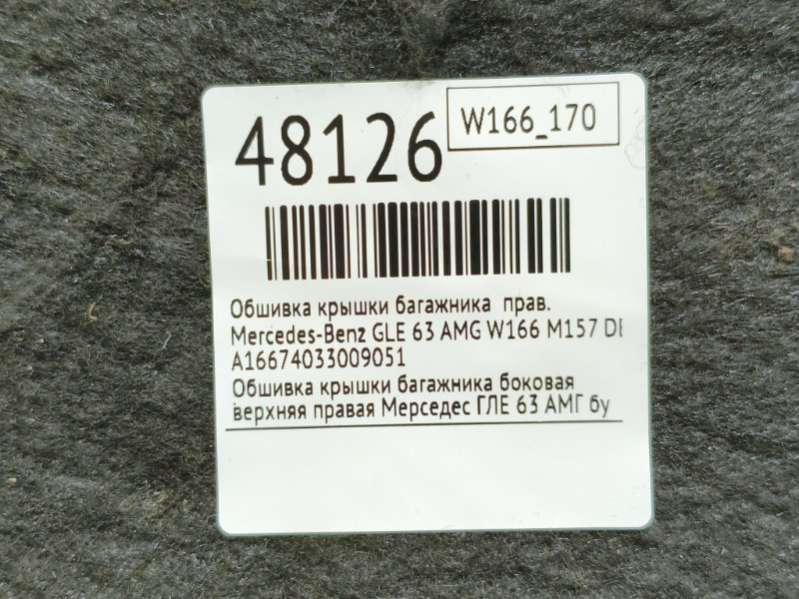 48126
W166_170
Обшивка крышки багажника прав.
Mercedes-Benz GLE 63 AMG W166 M157
A16674033009051
Обшивка крышки багажника боковая
верхняя правая Мерседес ГЛЕ 63 АМГ бу